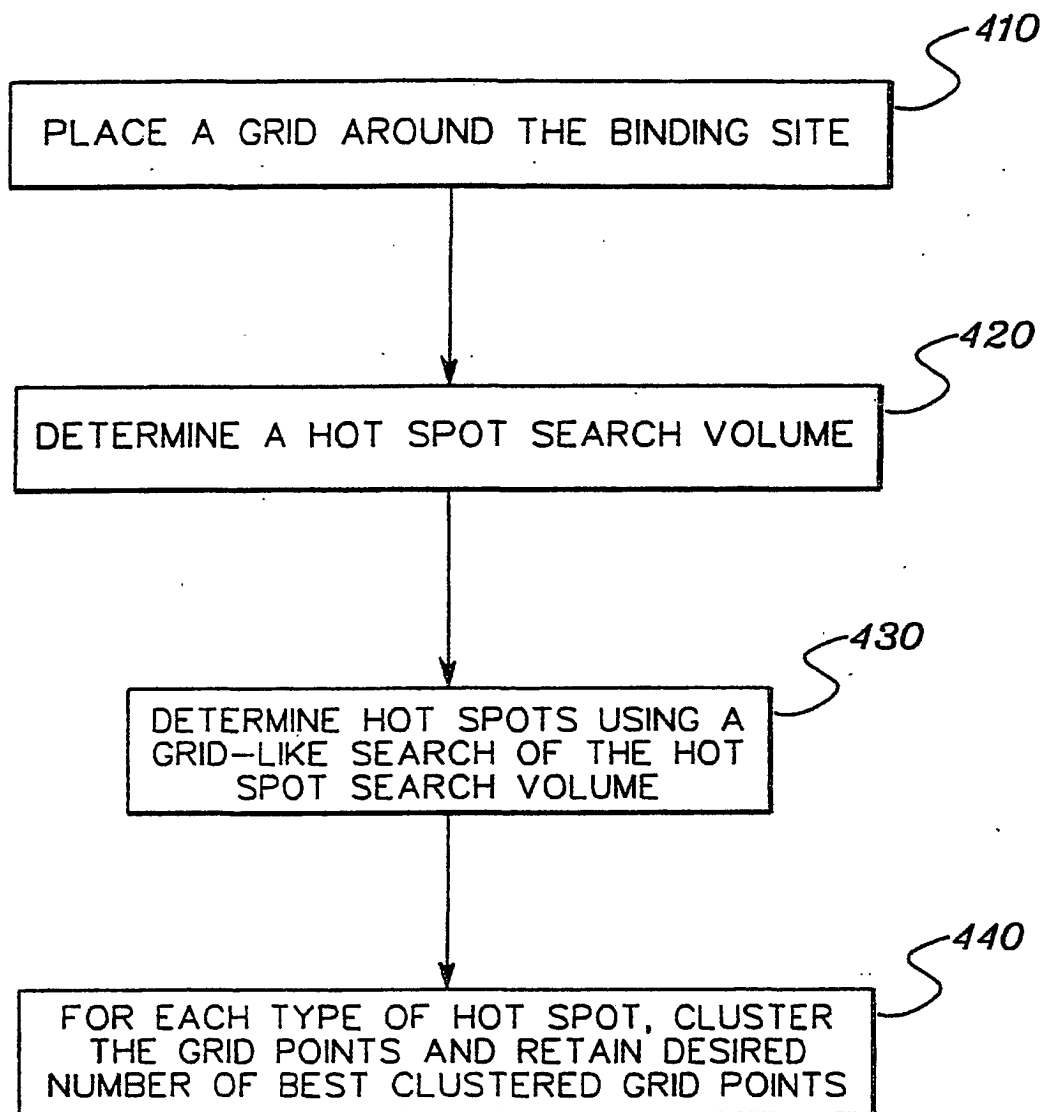 410
PLACE A GRID AROUND THE BINDING SITE
420
DETERMINE A HOT SPOT SEARCH VOLUME
430
DETERMINE HOT SPOTS USING A
GRID-LIKE SEARCH OF THE HOT
SPOT SEARCH VOLUME
440
FOR EACH TYPE OF HOT SPOT, CLUSTER
THE GRID POINTS AND RETAIN DESIRED
NUMBER OF BEST CLUSTERED GRID POINTS